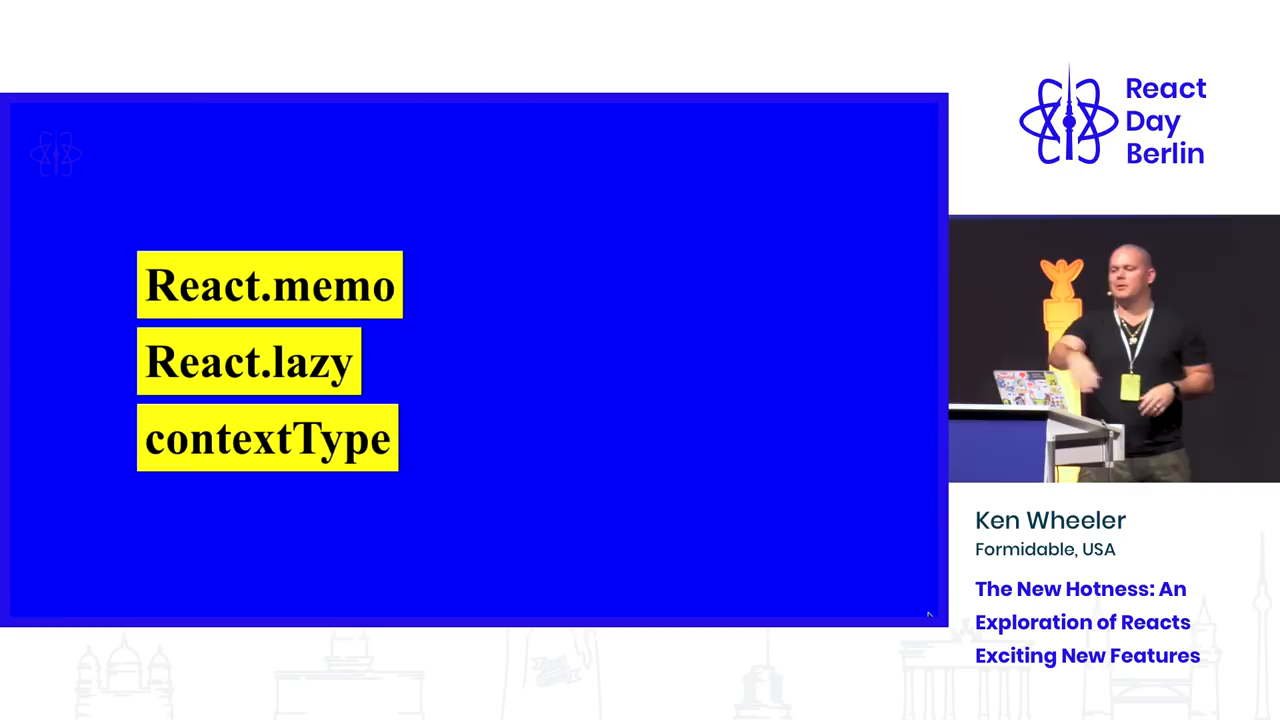 React
Day
Berlin
React.memo
React.lazy
contextType
Ken Wheeler
Formidable, USA
The New Hotness: An
Exploration of Reacts
Exciting New Features